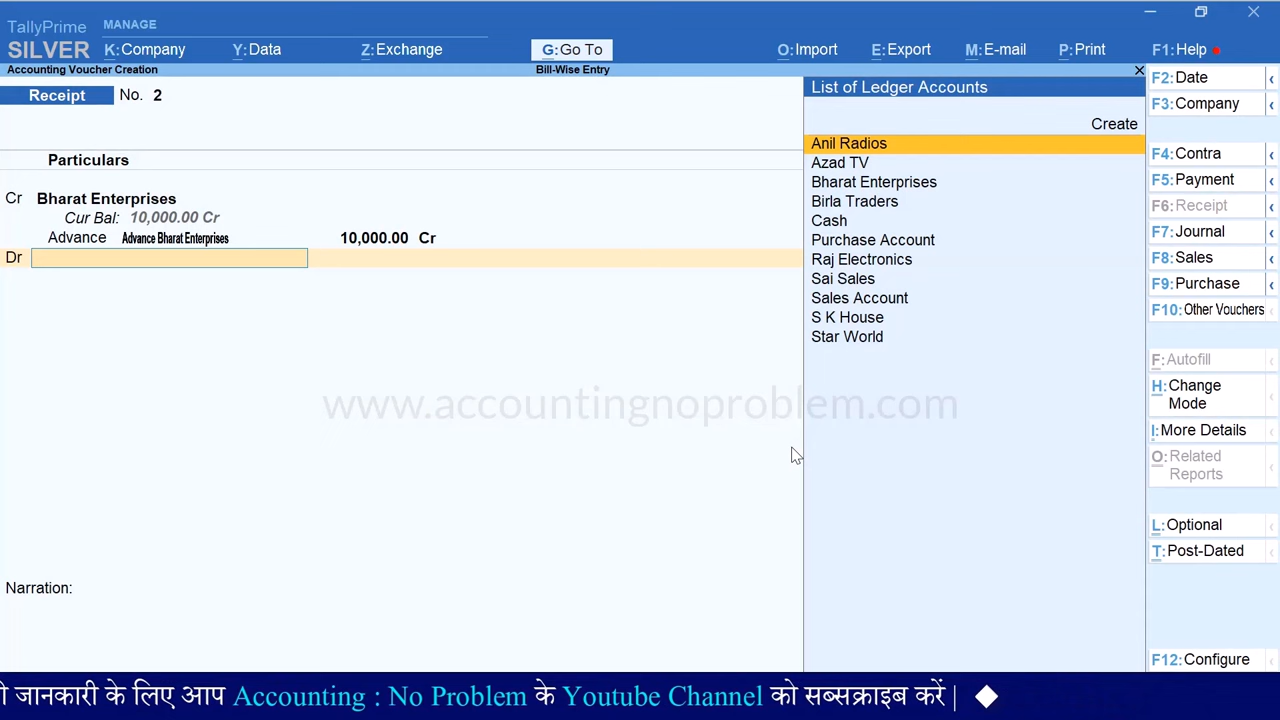 TallyPrime
MANAGE
SILVER
K:Company
Y:Data
Z:Exchange
G:Go To
O:Import
E:Export
M:E-mail
P:Print
F1:Help
Accounting Voucher Creation
Bill-Wise Entry
Receipt No. 2
Particulars
Cr Bharat Enterprises
Cur Bal: 10,000.00 Cr
Advance Advance Bharat Enterprises 10,000.00 Cr
Dr
Narration:
List of Ledger Accounts
Create
Anil Radios
Azad TV
Bharat Enterprises
Birla Traders
Cash
Purchase Account
Raj Electronics
Sai Sales
Sales Account
S K House
Star World
F2:Date
F3:Company
F4:Contra
F5:Payment
F6:Receipt
F7:Journal
F8:Sales
F9:Purchase
F10:Other Vouchers
F:Autofill
H:Change
Mode
I:More Details
O:Related
Reports
L:Optional
T:Post-Dated
F12:Configure
www.accountingnoproblem.com
जानकारी के लिए आप Accounting : No Problem के Youtube Channel को सब्सक्राइब करें | ◆